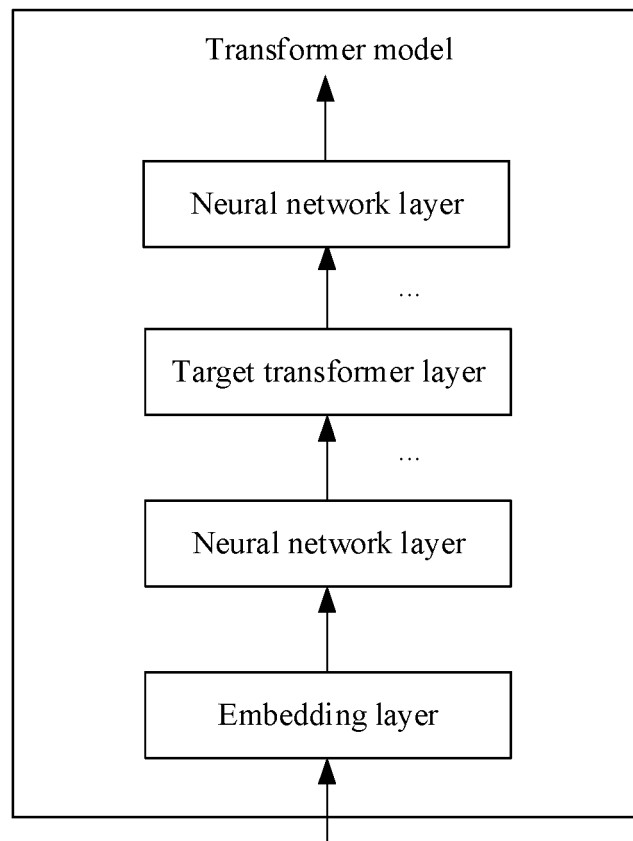 Transformer model
Neural network layer
...
Target transformer layer
...
Neural network layer
Embedding layer